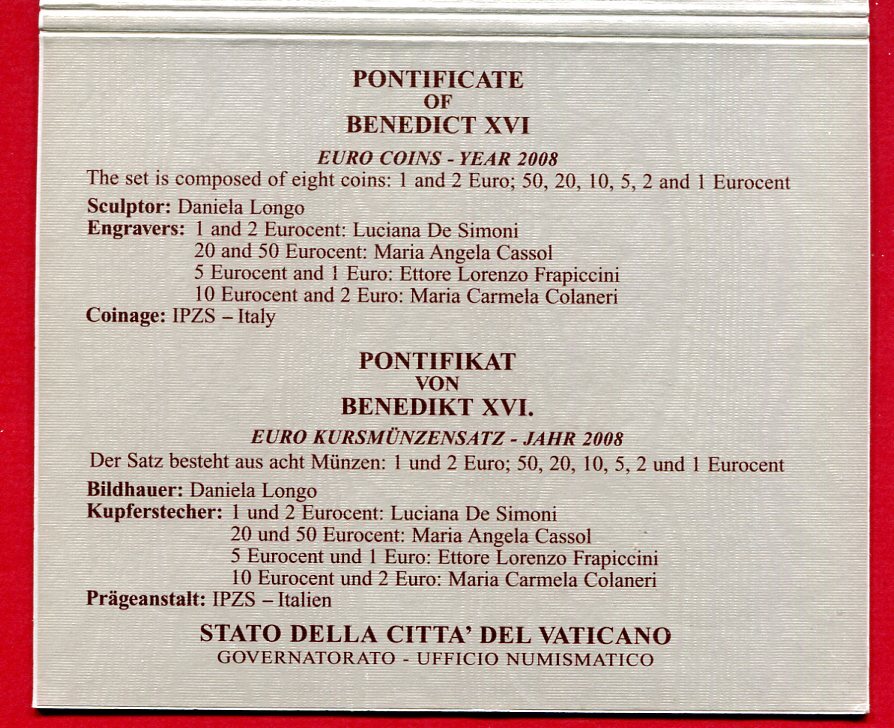 PONTIFICATE
OF
BENEDICT XVI
EURO COINS - YEAR 2008
The set is composed of eight coins: 1 and 2 Euro; 50, 20, 10, 5, 2 and 1 Eurocent
Sculptor: Daniela Longo
Engravers: 1 and 2 Eurocent: Luciana De Simoni
20 and 50 Eurocent: Maria Angela Cassol
5 Eurocent and 1 Euro: Ettore Lorenzo Frapiccini
10 Eurocent and 2 Euro: Maria Carmela Colaneri
Coinage: IPZS – Italy
PONTIFIKAT
VON
BENEDIKT XVI.
EURO KURSMÜNZENSATZ - JAHR 2008
Der Satz besteht aus acht Münzen: 1 und 2 Euro; 50, 20, 10, 5, 2 und 1 Eurocent
Bildhauer: Daniela Longo
Kupferstecher: 1 und 2 Eurocent: Luciana De Simoni
20 und 50 Eurocent: Maria Angela Cassol
5 Eurocent und 1 Euro: Ettore Lorenzo Frapiccini
10 Eurocent und 2 Euro: Maria Carmela Colaneri
Prägeanstalt: IPZS – Italien
STATO DELLA CITTA' DEL VATICANO
GOVERNATORATO - UFFICIO NUMISMATICO